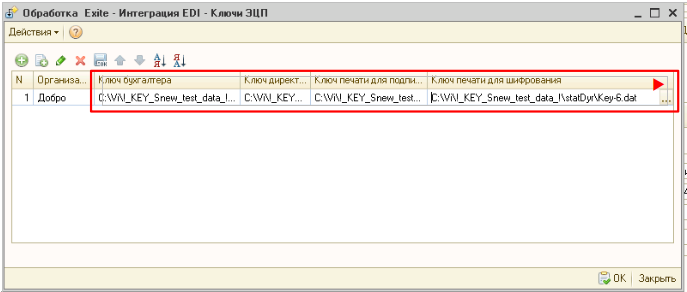 Обработка Exite - Интеграция EDI - Ключи ЭЦП
Действия
N Организа... Ключ бухгалтера Ключ директ... Ключ печати для подпи... Ключ печати для шифрования
1 Добро C:\Vi\!_KEY_Snew_test_data_!... C:\Vi\!_KEY... C:\Vi\!_KEY_Snew_test... C:\Vi\!_KEY_Snew_test_data_!\statDyr\Key-6.dat ...
OK Закрыть